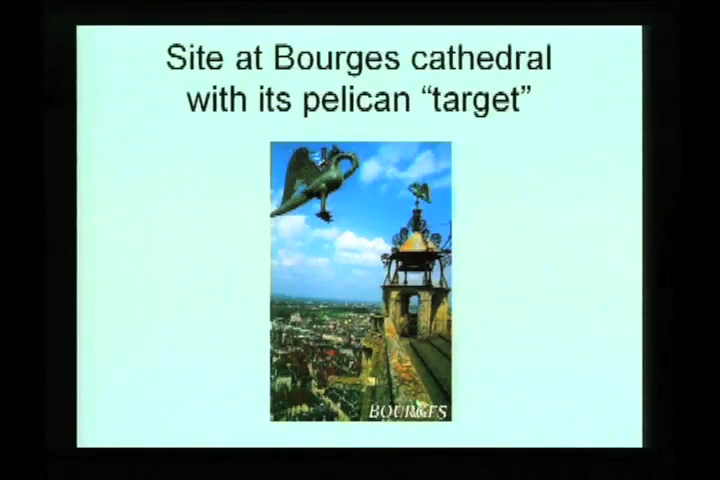 Site at Bourges cathedral
with its pelican “target”
BOURGES